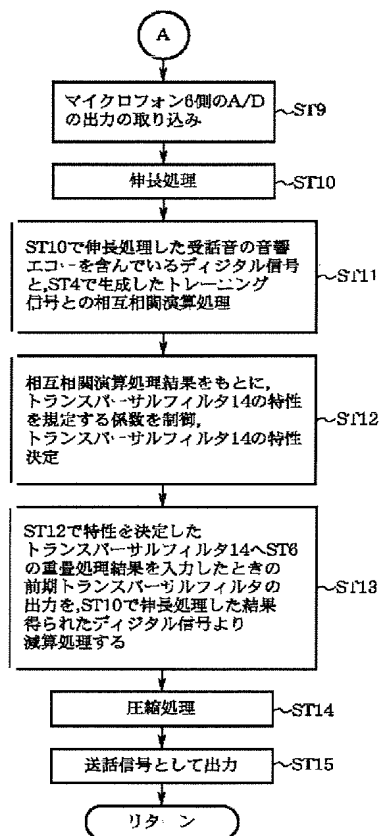 A
マイクロフォン6側のA/D
の出力の取り込み
ST9
伸長処理
ST10
ST10で伸長処理した受話音の音響
エコーを含んでいるディジタル信号
と,ST4で生成したトレーニング
信号との相互相関演算処理
ST11
相互相関演算処理結果をもとに,
トランスバーサルフィルタ14の特性
を規定する係数を制御,
トランスバーサルフィルタ14の特性
決定
ST12
ST12で特性を決定した
トランスバーサルフィルタ14へST6
の重畳処理結果を入力したときの
前期トランスバーサルフィルタの
出力を,ST10で伸長処理した結果
得られたディジタル信号より
減算処理する
ST13
圧縮処理
ST14
送話信号として出力
ST15
リターン